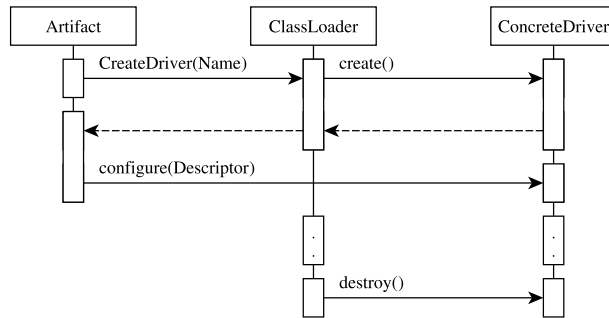 Artifact ClassLoader ConcreteDriver
CreateDriver(Name) create()
configure(Descriptor)
. .
. .
destroy()